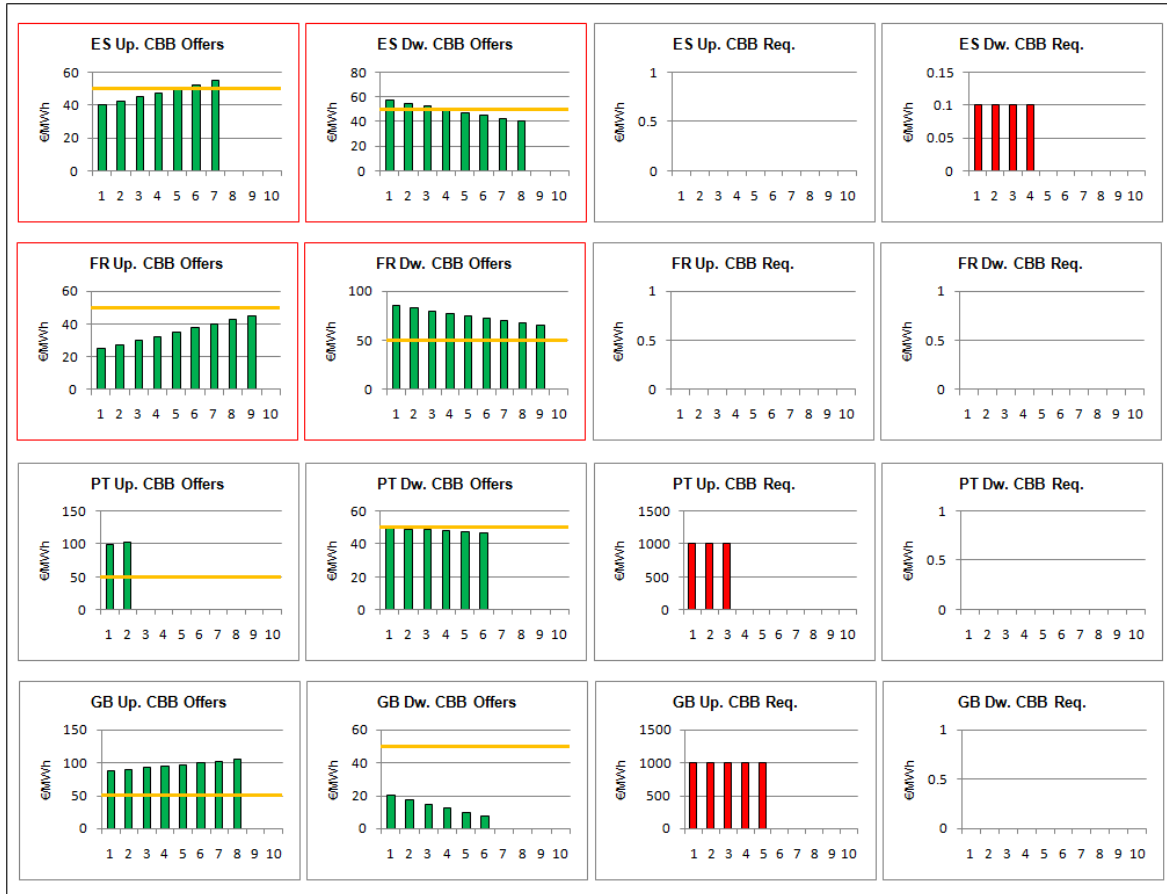 ES Up. CBB Offers
€/MWh
60
40
20
0
1 2 3 4 5 6 7 8 9 10
ES Dw. CBB Offers
€/MWh
80
60
40
20
0
1 2 3 4 5 6 7 8 9 10
ES Up. CBB Req.
€/MWh
1
0.5
0
1 2 3 4 5 6 7 8 9 10
ES Dw. CBB Req.
€/MWh
0.15
0.1
0.05
0
1 2 3 4 5 6 7 8 9 10
FR Up. CBB Offers
€/MWh
60
40
20
0
1 2 3 4 5 6 7 8 9 10
FR Dw. CBB Offers
€/MWh
100
50
0
1 2 3 4 5 6 7 8 9 10
FR Up. CBB Req.
€/MWh
1
0.5
0
1 2 3 4 5 6 7 8 9 10
FR Dw. CBB Req.
€/MWh
1
0.5
0
1 2 3 4 5 6 7 8 9 10
PT Up. CBB Offers
€/MWh
150
100
50
0
1 2 3 4 5 6 7 8 9 10
PT Dw. CBB Offers
€/MWh
60
40
20
0
1 2 3 4 5 6 7 8 9 10
PT Up. CBB Req.
€/MWh
1500
1000
500
0
1 2 3 4 5 6 7 8 9 10
PT Dw. CBB Req.
€/MWh
1
0.5
0
1 2 3 4 5 6 7 8 9 10
GB Up. CBB Offers
€/MWh
150
100
50
0
1 2 3 4 5 6 7 8 9 10
GB Dw. CBB Offers
€/MWh
60
40
20
0
1 2 3 4 5 6 7 8 9 10
GB Up. CBB Req.
€/MWh
1500
1000
500
0
1 2 3 4 5 6 7 8 9 10
GB Dw. CBB Req.
€/MWh
1
0.5
0
1 2 3 4 5 6 7 8 9 10